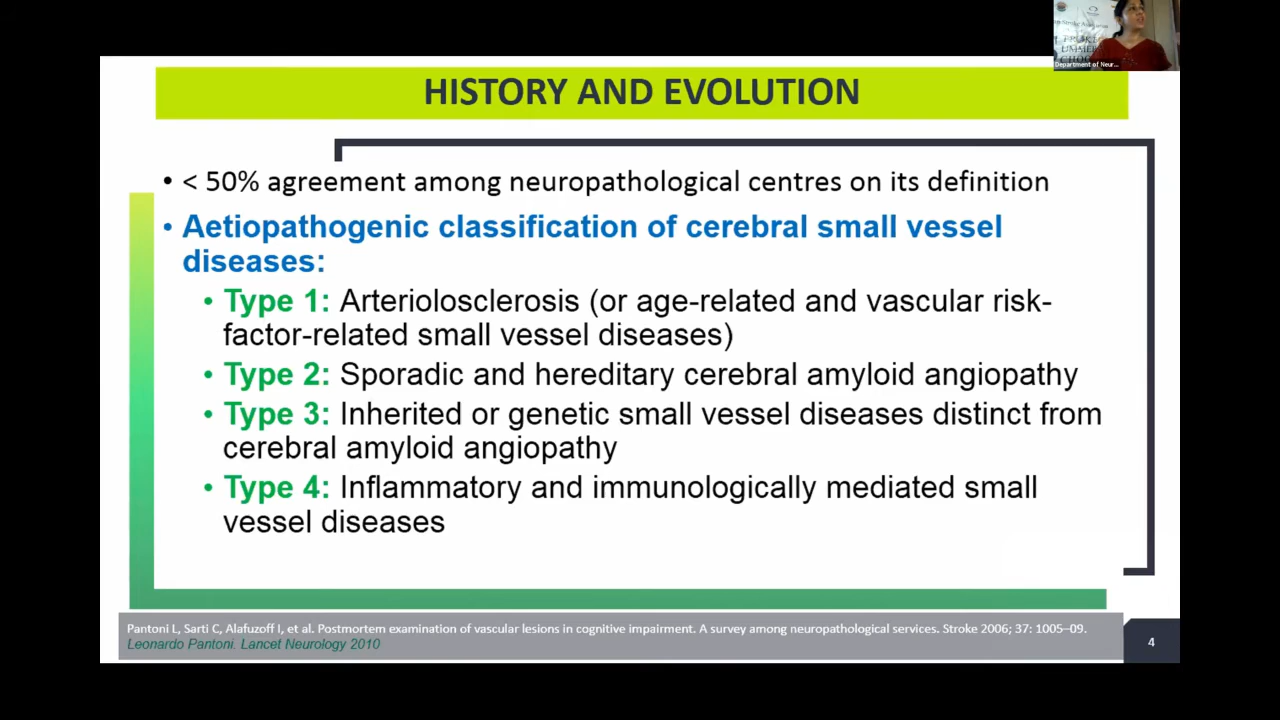 HISTORY AND EVOLUTION
• < 50% agreement among neuropathological centres on its definition
• Aetiopathogenic classification of cerebral small vessel
diseases:
• Type 1: Arteriolosclerosis (or age-related and vascular risk-
factor-related small vessel diseases)
• Type 2: Sporadic and hereditary cerebral amyloid angiopathy
• Type 3: Inherited or genetic small vessel diseases distinct from
cerebral amyloid angiopathy
• Type 4: Inflammatory and immunologically mediated small
vessel diseases
Pantoni L, Sarti C, Alafuzoff I, et al. Postmortem examination of vascular lesions in cognitive impairment. A survey among neuropathological services. Stroke 2006; 37: 1005–09.
Leonardo Pantoni. Lancet Neurology 2010
4
Department of Neur...